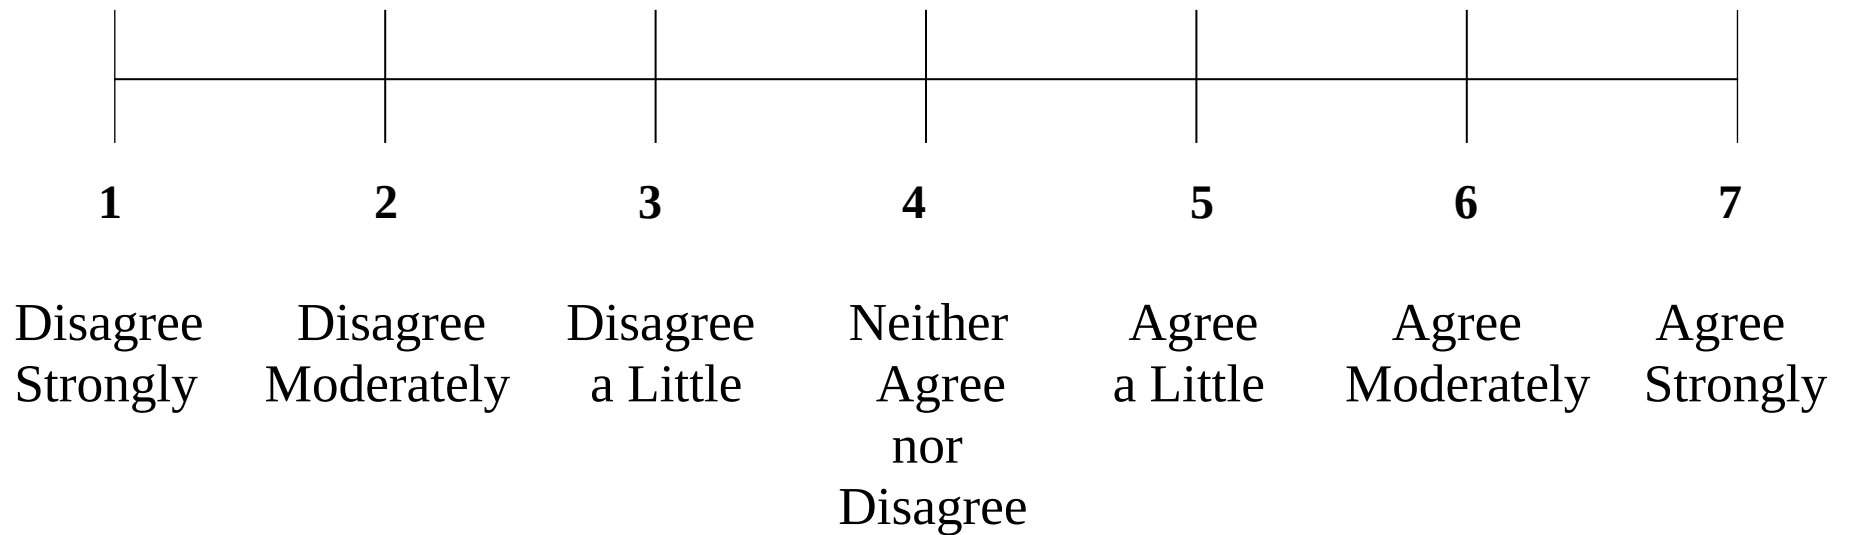 1 2 3 4 5 6 7
Disagree Disagree Disagree Neither Agree Agree Agree
Strongly Moderately a Little Agree a Little Moderately Strongly
nor
Disagree